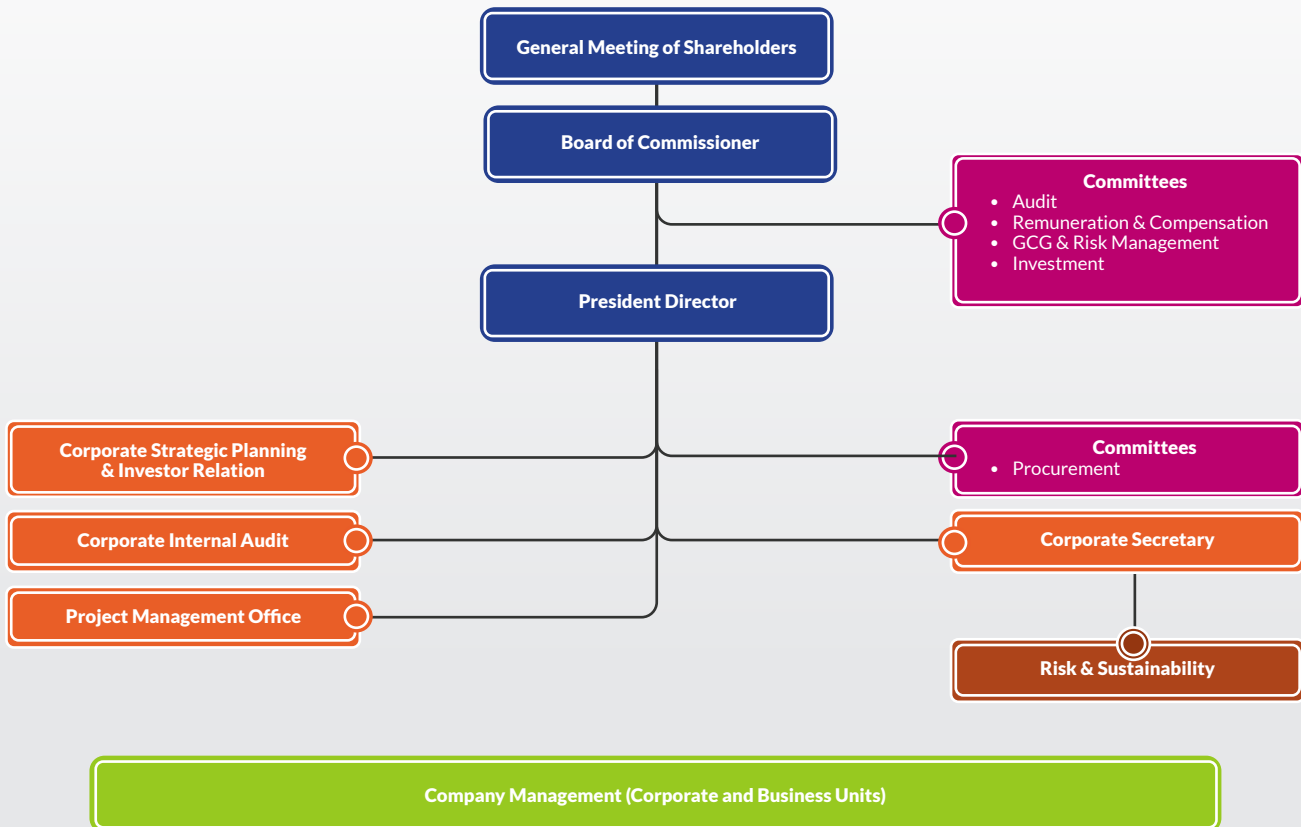 General Meeting of Shareholders
Board of Commissioner
Committees
• Audit
• Remuneration & Compensation
• GCG & Risk Management
• Investment
President Director
Corporate Strategic Planning
& Investor Relation
Committees
• Procurement
Corporate Internal Audit
Corporate Secretary
Project Management Office
Risk & Sustainability
Company Management (Corporate and Business Units)